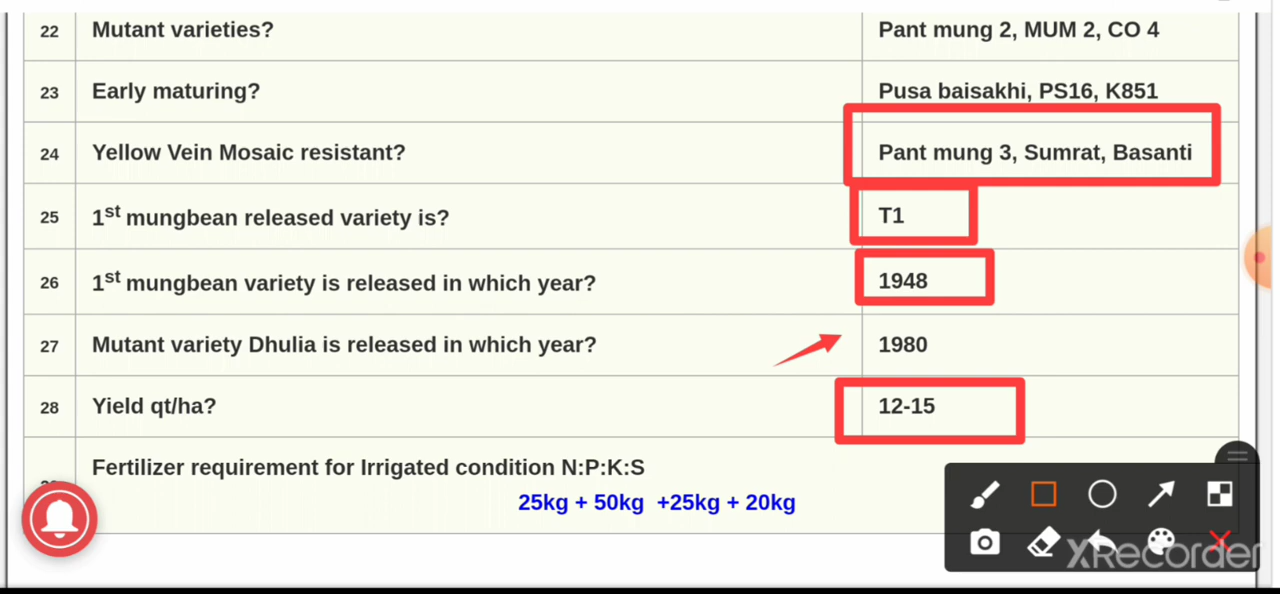 22 Mutant varieties? Pant mung 2, MUM 2, CO 4
23 Early maturing? Pusa baisakhi, PS16, K851
24 Yellow Vein Mosaic resistant? Pant mung 3, Sumrat, Basanti
25 1st mungbean released variety is? T1
26 1st mungbean variety is released in which year? 1948
27 Mutant variety Dhulia is released in which year? 1980
28 Yield qt/ha? 12-15
Fertilizer requirement for Irrigated condition N:P:K:S
25kg + 50kg +25kg + 20kg
XRecorder